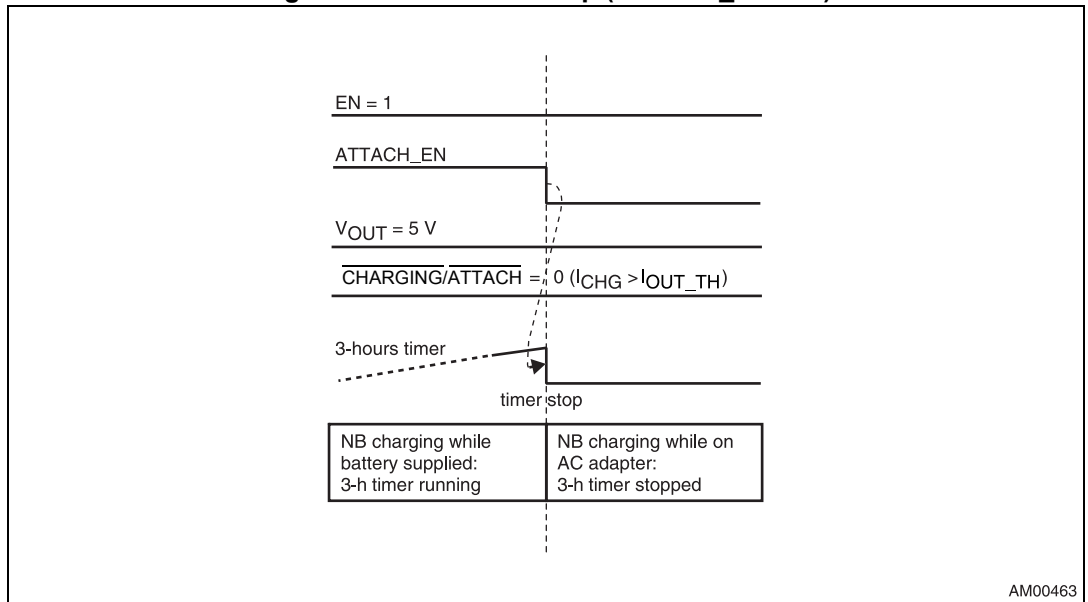 EN = 1
ATTACH_EN
VOUT = 5 V
CHARGING/ATTACH = 0 (ICHG >IOUT_TH)
3-hours timer
timer stop
NB charging while
battery supplied:
3-h timer running
NB charging while on
AC adapter:
3-h timer stopped
AM00463